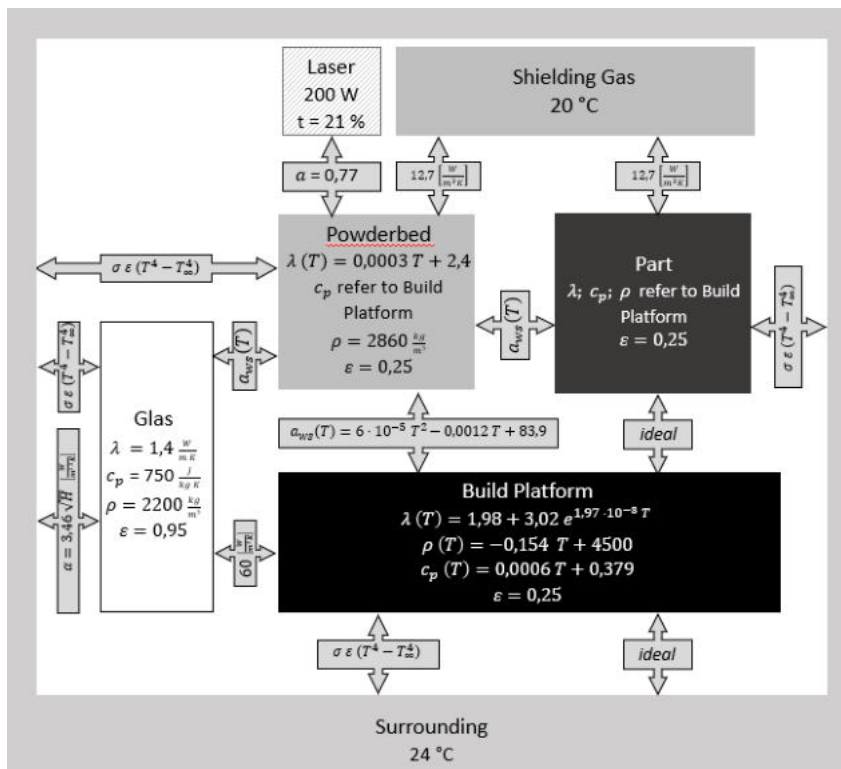 Laser
200 W
t = 21 %
Shielding Gas
20 °C
a = 0,77
12,7 [W/m²K]
12,7 [W/m²K]
Powderbed
λ (T) = 0,0003 T + 2,4
c_p refer to Build
Platform
ρ = 2860 kg/m³
ε = 0,25
Part
λ; c_p; ρ refer to Build
Platform
ε = 0,25
σ ε (T⁴ − T∞⁴)
σ ε (T⁴ − T∞⁴)
a_ws(T)
a_ws(T)
σ ε (T⁴ − T∞⁴)
Glas
λ = 1,4 W/m K
c_p = 750 J/kg K
ρ = 2200 kg/m³
ε = 0,95
α = 3,46 √H [W/m²K]
a_ws(T) = 6 · 10⁻⁵ T² − 0,0012 T + 83,9
ideal
60 [W/m²K]
Build Platform
λ (T) = 1,98 + 3,02 e^1,97 ·10⁻⁸ T
ρ (T) = −0,154 T + 4500
c_p (T) = 0,0006 T + 0,379
ε = 0,25
σ ε (T⁴ − T∞⁴)
ideal
Surrounding
24 °C